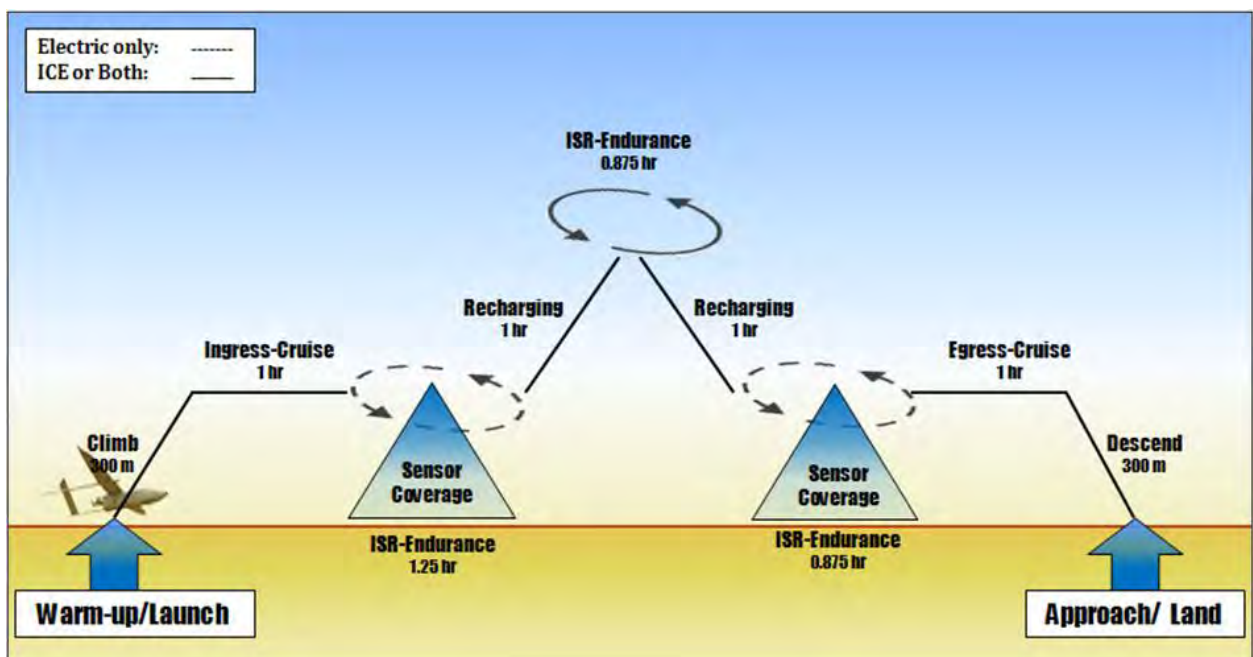 Electric only: -------
ICE or Both: _____
ISR-Endurance
0.875 hr
Recharging
1 hr
Recharging
1 hr
Ingress-Cruise
1 hr
Egress-Cruise
1 hr
Climb
300 m
Descend
300 m
Sensor
Coverage
Sensor
Coverage
ISR-Endurance
1.25 hr
ISR-Endurance
0.875 hr
Warm-up/Launch
Approach/ Land